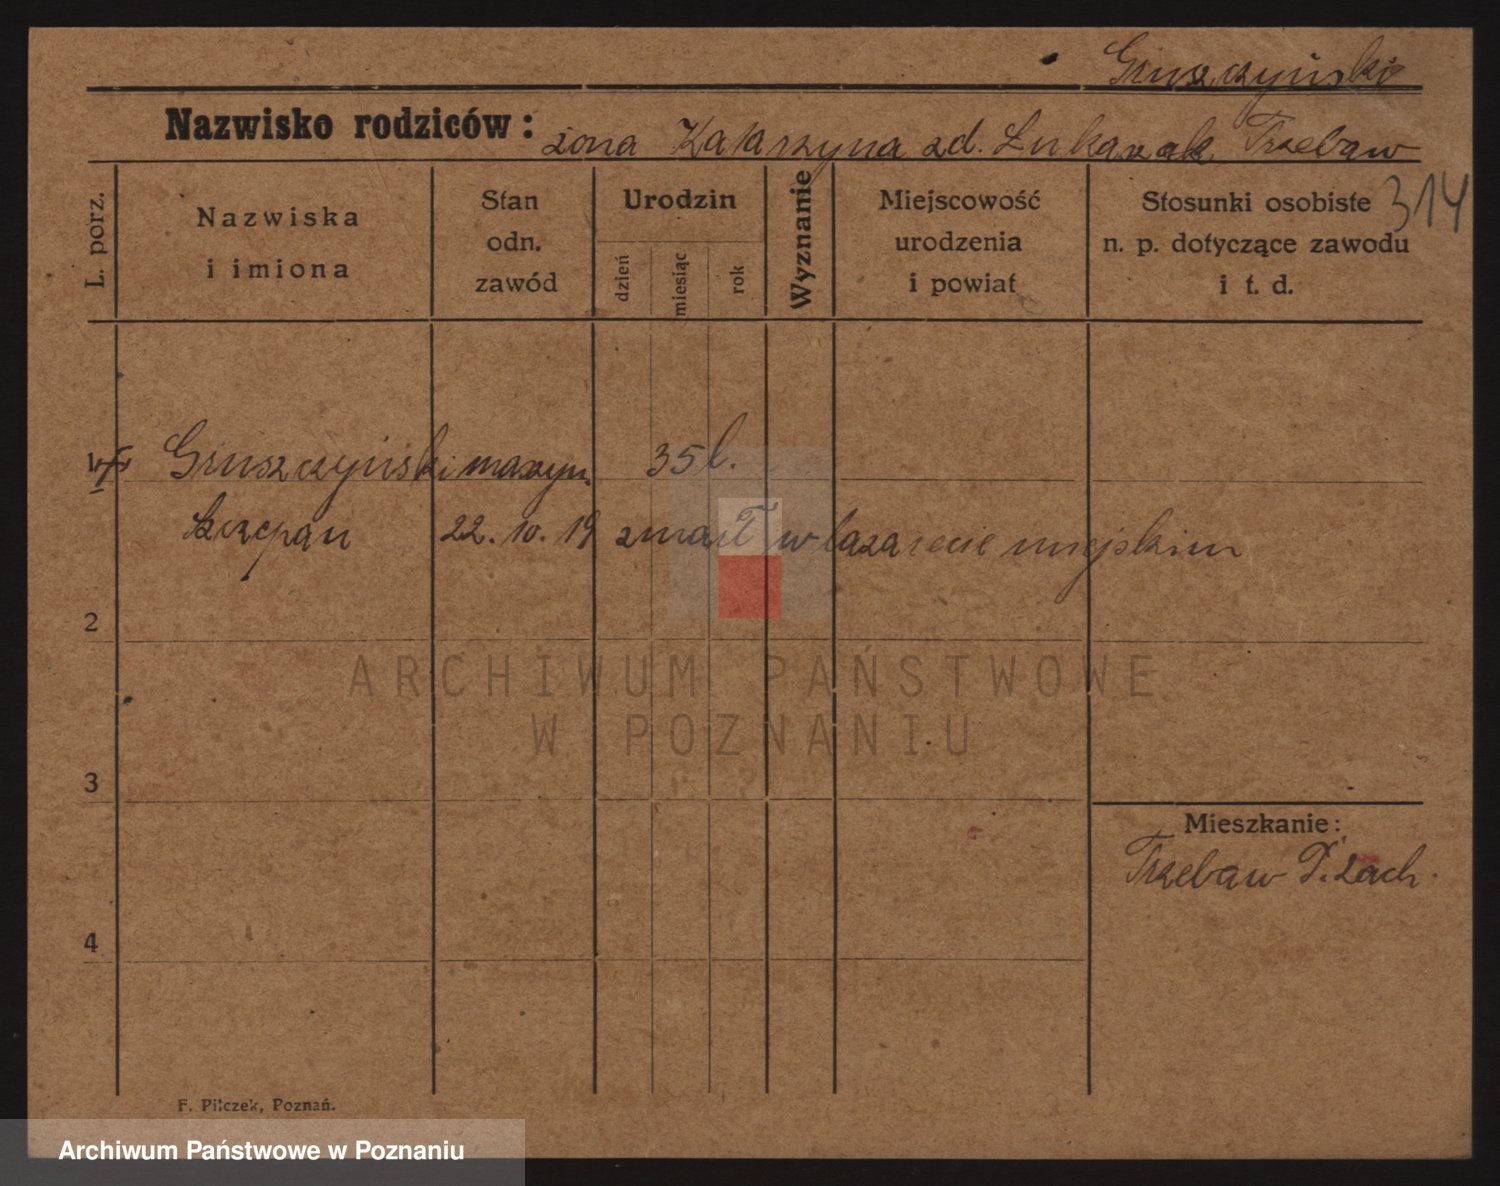 Gruszczyński
Nazwisko rodziców: żona Katarzyna zd. Łukaszak Trzebaw
L. porz.
Nazwiska
i imiona
Stan
odn.
zawód
Urodzin
dzień
miesiąc
rok
Wyznanie
Miejscowość
urodzenia
i powiat
Stosunki osobiste
n. p. dotyczące zawodu
i t. d.
314
1 Gruszczyński maszyn. 35 l.
Szczepan 22. 10. 19 zmarł w lazarecie miejskim
2
ARCHIWUM PAŃSTWOWE
W POZNANIU
3
Mieszkanie:
Trzebaw P. zach.
4
F. Pilczek, Poznań.
Archiwum Państwowe w Poznaniu